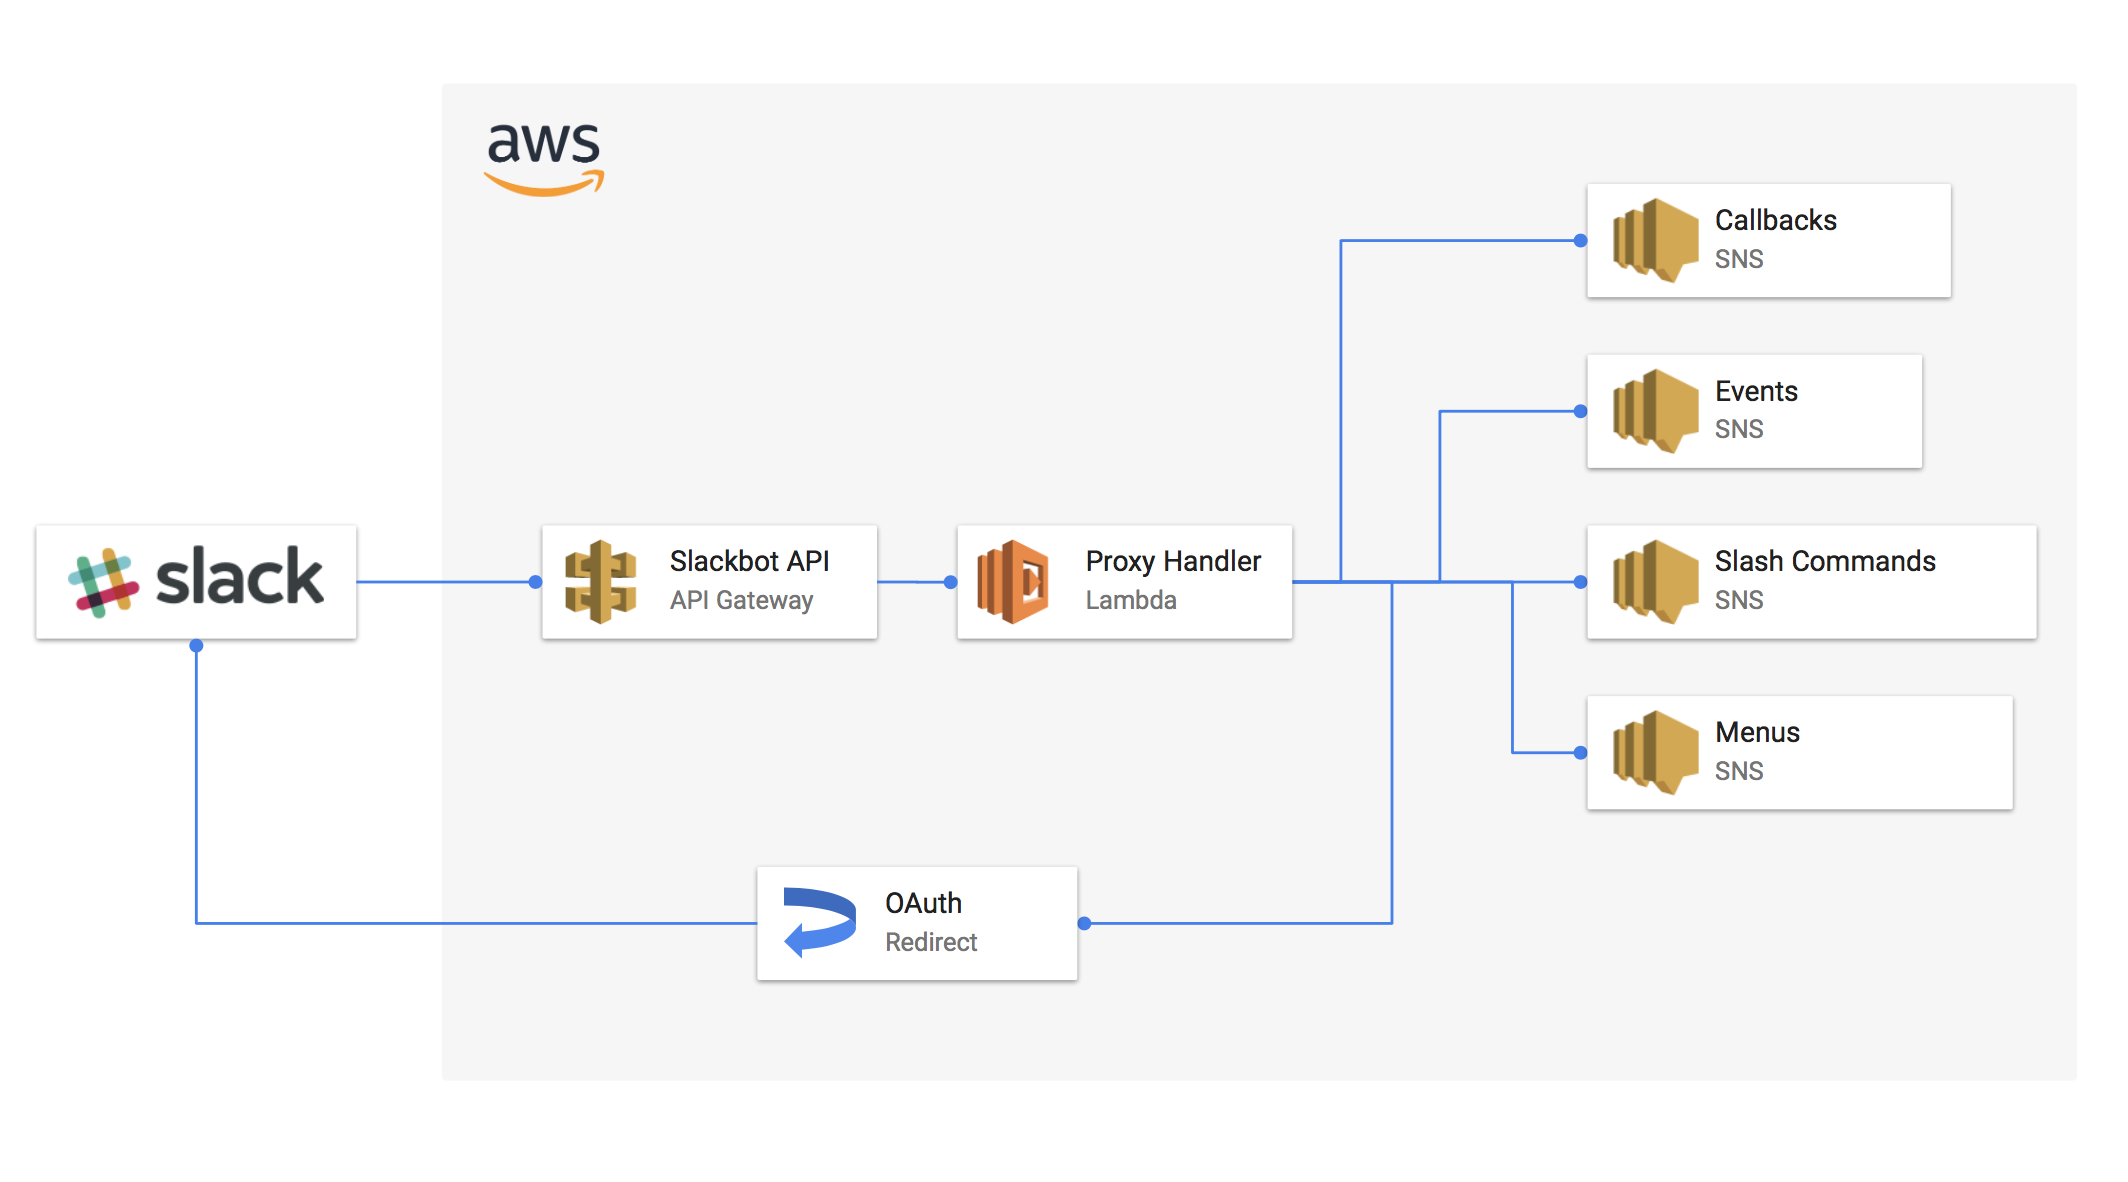 aws
Callbacks
SNS
Events
SNS
slack
Slackbot API
API Gateway
Proxy Handler
Lambda
Slash Commands
SNS
Menus
SNS
OAuth
Redirect